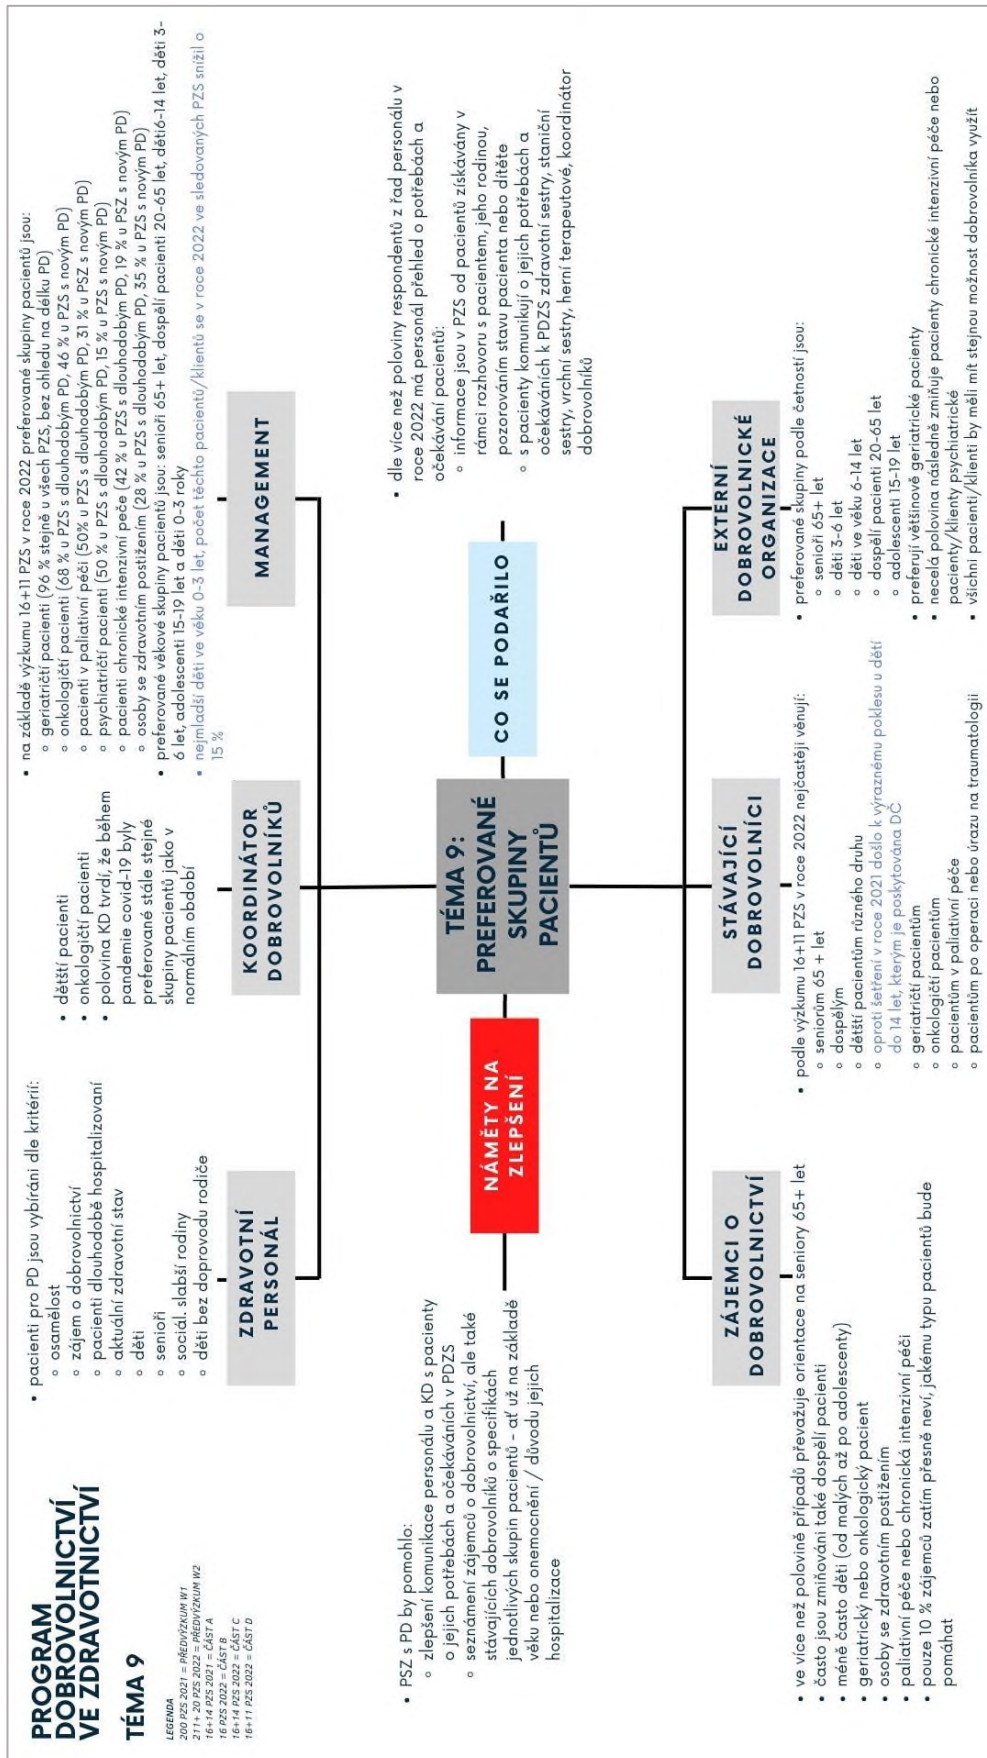 PROGRAM
DOBROVOLNICTVÍ
VE ZDRAVOTNICTVÍ
TÉMA 9
LEGENDA
200 PZS 2021 = PŘEDVÝZKUM W1
211+ 20 PZS 2022 = PŘEDVÝZKUM W2
16+14 PZS 2021 = ČÁST A
16 PZS 2022 = ČÁST B
16+14 PZS 2022 = ČÁST C
16+11 PZS 2022 = ČÁST D
• pacienti pro PD jsou vybíráni dle kritérií:
◦ osamělost
◦ zájem o dobrovolnictví
◦ pacienti dlouhodobě hospitalizovaní
◦ aktuální zdravotní stav
◦ děti
◦ senioři
◦ sociál. slabší rodiny
◦ děti bez doprovodu rodiče
ZDRAVOTNÍ
PERSONÁL
• dětští pacienti
• onkologičtí pacienti
• polovina KD tvrdí, že během
pandemie covid-19 byly
preferované stále stejné
skupiny pacientů jako v
normálním období
KOORDINÁTOR
DOBROVOLNÍKŮ
• na základě výzkumu 16+11 PZS v roce 2022 preferované skupiny pacientů jsou:
◦ geriatričtí pacienti (96 % stejně u všech PZS, bez ohledu na délku PD)
◦ onkologičtí pacienti (68 % u PZS s dlouhodobým PD, 46 % u PZS s novým PD)
◦ pacienti v paliativní péči (50% u PZS s dlouhodobým PD, 31 % u PSZ s novým PD)
◦ psychiatričtí pacienti (50 % u PZS s dlouhodobým PD, 15 % u PZS s novým PD)
◦ pacienti chronické intenzivní peče (42 % u PZS s dlouhodobým PD, 19 % u PSZ s novým PD)
◦ osoby se zdravotním postižením (28 % u PZS s dlouhodobým PD, 35 % u PZS s novým PD)
• preferované věkové skupiny pacientů jsou: senioři 65+ let, dospělí pacienti 20-65 let, děti6-14 let, děti 3-
6 let, adolescenti 15-19 let a děti 0-3 roky
• nejmladší děti ve věku 0-3 let, počet těchto pacientů/klientů se v roce 2022 ve sledovaných PZS snížil o
15 %
MANAGEMENT
• PSZ s PD by pomohlo:
◦ zlepšení komunikace personálu a KD s pacienty
o jejich potřebách a očekáváních v PDZS
◦ seznámení zájemců o dobrovolnictví, ale také
stávajících dobrovolníků o specifikách
jednotlivých skupin pacientů - ať už na základě
věku nebo onemocnění / důvodu jejich
hospitalizace
NÁMĚTY NA
ZLEPŠENÍ
TÉMA 9:
PREFEROVANÉ
SKUPINY
PACIENTŮ
CO SE PODAŘILO
• dle více než poloviny respondentů z řad personálu v
roce 2022 má personál přehled o potřebách a
očekávání pacientů:
◦ informace jsou v PZS od pacientů získávány v
rámci rozhovoru s pacientem, jeho rodinou,
pozorováním stavu pacienta nebo dítěte
◦ s pacienty komunikují o jejich potřebách a
očekáváních k PDZS zdravotní sestry, staniční
sestry, vrchní sestry, herní terapeutové, koordinátor
dobrovolníků
ZÁJEMCI O
DOBROVOLNICTVÍ
• ve více než polovině případů převažuje orientace na seniory 65+ let
• často jsou zmiňováni také dospělí pacienti
• méně často děti (od malých až po adolescenty)
• geriatrický nebo onkologický pacient
• osoby se zdravotním postižením
• paliativní péče nebo chronická intenzivní péči
• pouze 10 % zájemců zatím přesně neví, jakému typu pacientů bude
pomáhat
STÁVAJÍCÍ
DOBROVOLNÍCI
• podle výzkumu 16+11 PZS v roce 2022 nejčastěji věnují:
◦ seniorům 65 + let
◦ dospělým
◦ dětští pacientům různého druhu
◦ oproti šetření v roce 2021 došlo k výraznému poklesu u dětí
do 14 let, kterým je poskytována DČ
◦ geriatričtí pacientům
◦ onkologičtí pacientům
◦ pacientům v paliativní péče
◦ pacientům po operaci nebo úrazu na traumatologii
EXTERNÍ
DOBROVOLNICKÉ
ORGANIZACE
• preferované skupiny podle četností jsou:
◦ senioři 65+ let
◦ děti 3-6 let
◦ děti ve věku 6-14 let
◦ dospělí pacienti 20-65 let
◦ adolescenti 15-19 let
• preferují většinově geriatrické pacienty
• necelá polovina následně zmiňuje pacienty chronické intenzivní péče nebo
pacienty/klienty psychiatrické
• všichni pacienti/klienti by měli mít stejnou možnost dobrovolníka využít